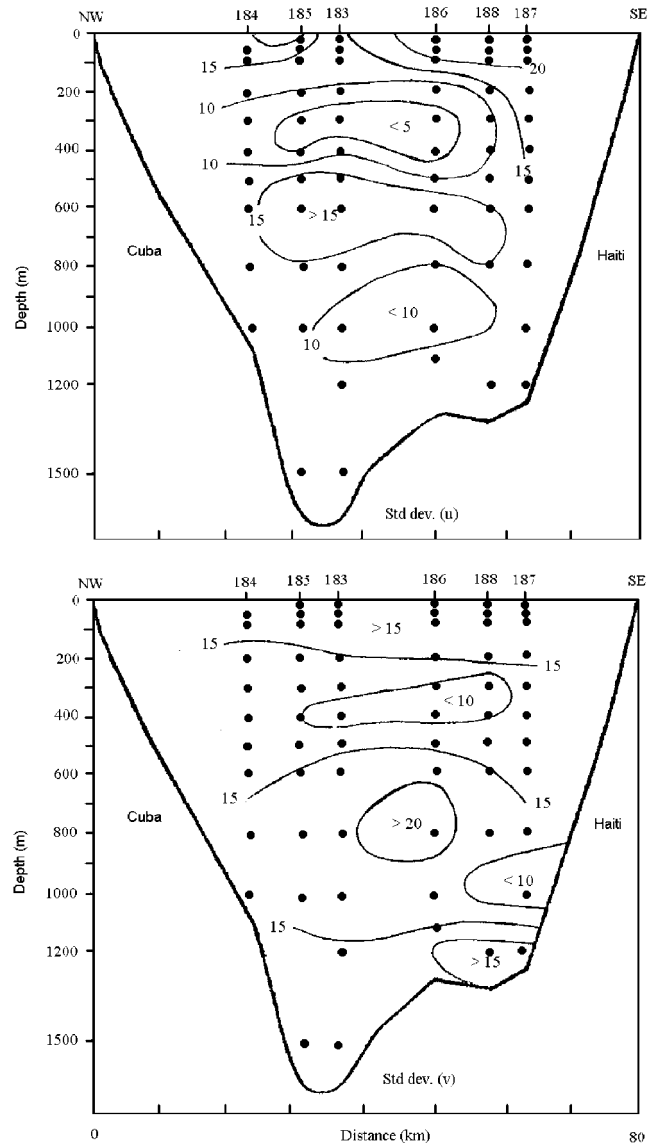 184 185 183 186 188 187
NW SE
0
15 20
200
10
< 5
400
10 15
600
15 > 15
Cuba Haiti
800
Depth (m)
< 10
1000
10
1200
1500
Std dev. (u)
NW 184 185 183 186 188 187 SE
0
> 15
15 15
200
< 10
400
600
15 15
Cuba > 20 Haiti
800
Depth (m)
< 10
1000
15
1200
> 15
1500
Std dev. (v)
0 Distance (km) 80